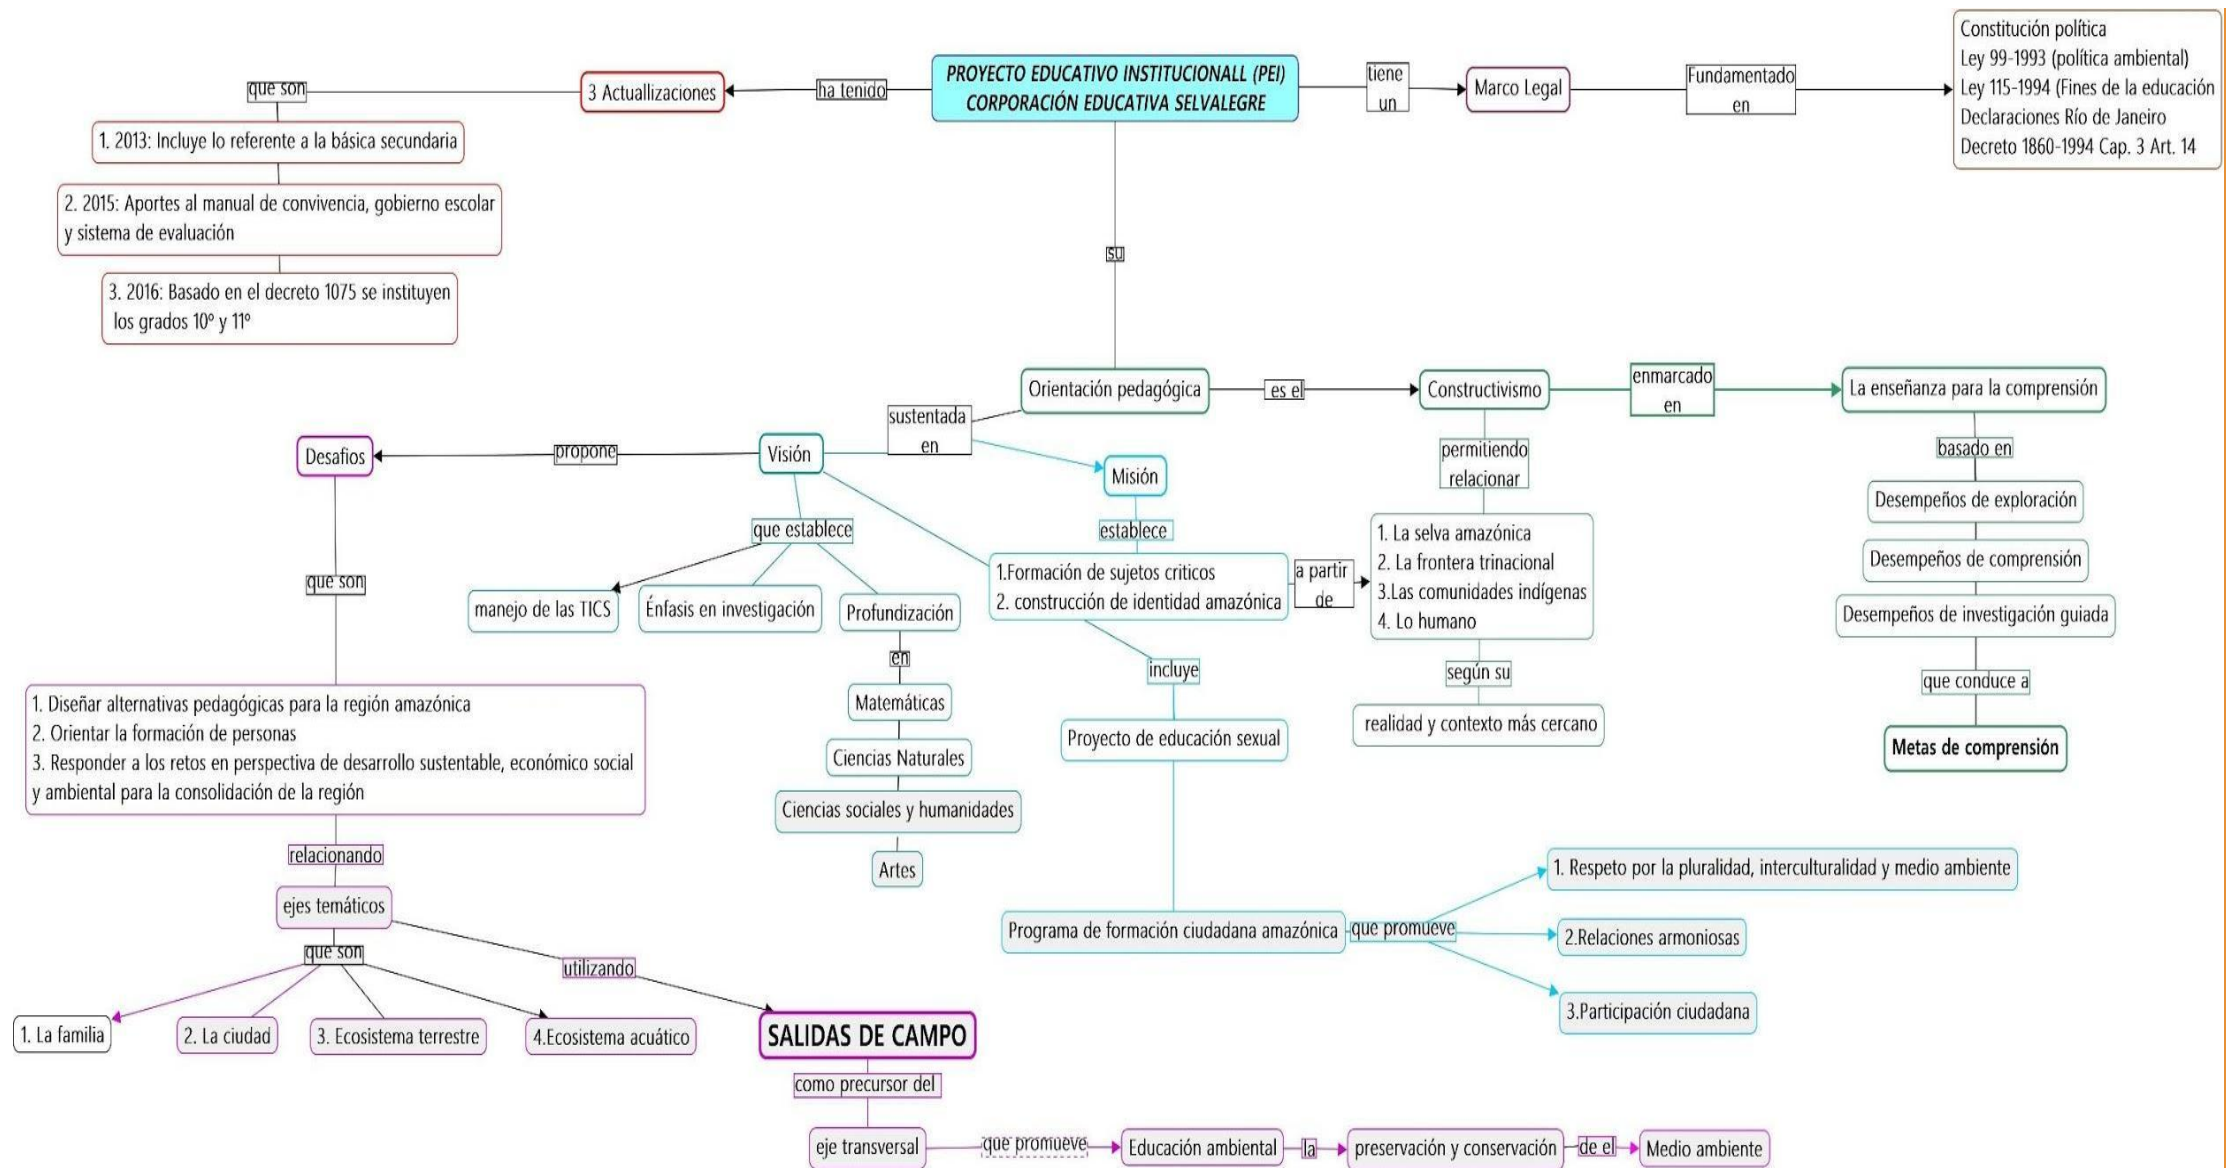 PROYECTO EDUCATIVO INSTITUCIONALL (PEI)
CORPORACIÓN EDUCATIVA SELVALEGRE
ha tenido
3 Actuallizaciones
que son
1. 2013: Incluye lo referente a la básica secundaria
2. 2015: Aportes al manual de convivencia, gobierno escolar
y sistema de evaluación
3. 2016: Basado en el decreto 1075 se instituyen
los grados 10º y 11º
tiene
un
Marco Legal
Fundamentado
en
Constitución política
Ley 99-1993 (política ambiental)
Ley 115-1994 (Fines de la educación
Declaraciones Río de Janeiro
Decreto 1860-1994 Cap. 3 Art. 14
su
Orientación pedagógica
es el
Constructivismo
enmarcado
en
La enseñanza para la comprensión
basado en
Desempeños de exploración
Desempeños de comprensión
Desempeños de investigación guiada
que conduce a
Metas de comprensión
permitiendo
relacionar
1. La selva amazónica
2. La frontera trinacional
3.Las comunidades indígenas
4. Lo humano
según su
realidad y contexto más cercano
sustentada
en
Misión
establece
1.Formación de sujetos criticos
2. construcción de identidad amazónica
a partir
de
incluye
Proyecto de educación sexual
Programa de formación ciudadana amazónica
que promueve
1. Respeto por la pluralidad, interculturalidad y medio ambiente
2.Relaciones armoniosas
3.Participación ciudadana
Visión
que establece
manejo de las TICS
Énfasis en investigación
Profundización
en
Matemáticas
Ciencias Naturales
Ciencias sociales y humanidades
Artes
propone
Desafios
que son
1. Diseñar alternativas pedagógicas para la región amazónica
2. Orientar la formación de personas
3. Responder a los retos en perspectiva de desarrollo sustentable, económico social
y ambiental para la consolidación de la región
relacionando
ejes temáticos
que son
1. La familia
2. La ciudad
3. Ecosistema terrestre
4.Ecosistema acuático
utilizando
SALIDAS DE CAMPO
como precursor del
eje transversal
que promueve
Educación ambiental
la
preservación y conservación
de el
Medio ambiente